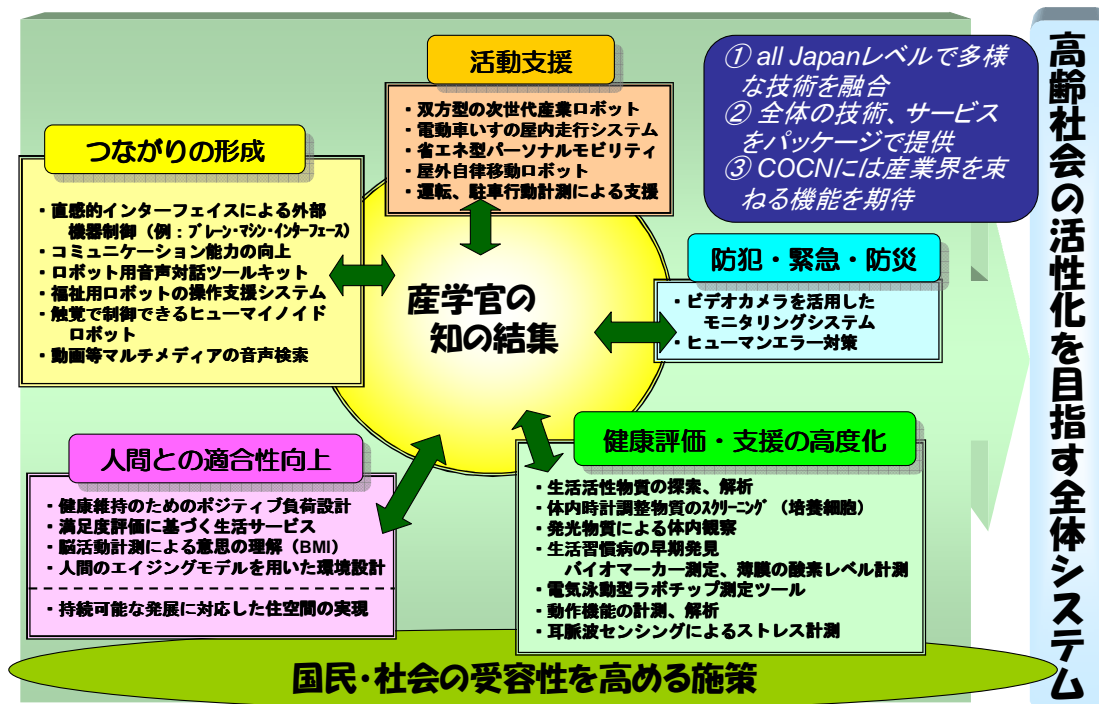 活動支援
・双方型の次世代産業ロボット
・電動車いすの屋内走行システム
・省エネ型パーソナルモビリティ
・屋外自律移動ロボット
・運転、駐車行動計測による支援
① all Japanレベルで多様
な技術を融合
② 全体の技術、サービス
をパッケージで提供
③ COCNには産業界を束
ねる機能を期待
つながりの形成
・直感的インターフェイスによる外部
機器制御（例：ブレーン・マシン・インターフェース）
・コミュニケーション能力の向上
・ロボット用音声対話ツールキット
・福祉用ロボットの操作支援システム
・触覚で制御できるヒューマイノイド
ロボット
・動画等マルチメディアの音声検索
産学官の
知の結集
防犯・緊急・防災
・ビデオカメラを活用した
モニタリングシステム
・ヒューマンエラー対策
人間との適合性向上
・健康維持のためのポジティブ負荷設計
・満足度評価に基づく生活サービス
・脳活動計測による意思の理解（BMI）
・人間のエイジングモデルを用いた環境設計
・持続可能な発展に対応した住空間の実現
健康評価・支援の高度化
・生活活性物質の探索、解析
・体内時計調整物質のスクリーニング（培養細胞）
・発光物質による体内観察
・生活習慣病の早期発見
バイオマーカー測定、薄膜の酸素レベル計測
・電気泳動型ラボチップ測定ツール
・動作機能の計測、解析
・耳脈波センシングによるストレス計測
国民・社会の受容性を高める施策
高齢社会の活性化を目指す全体システム